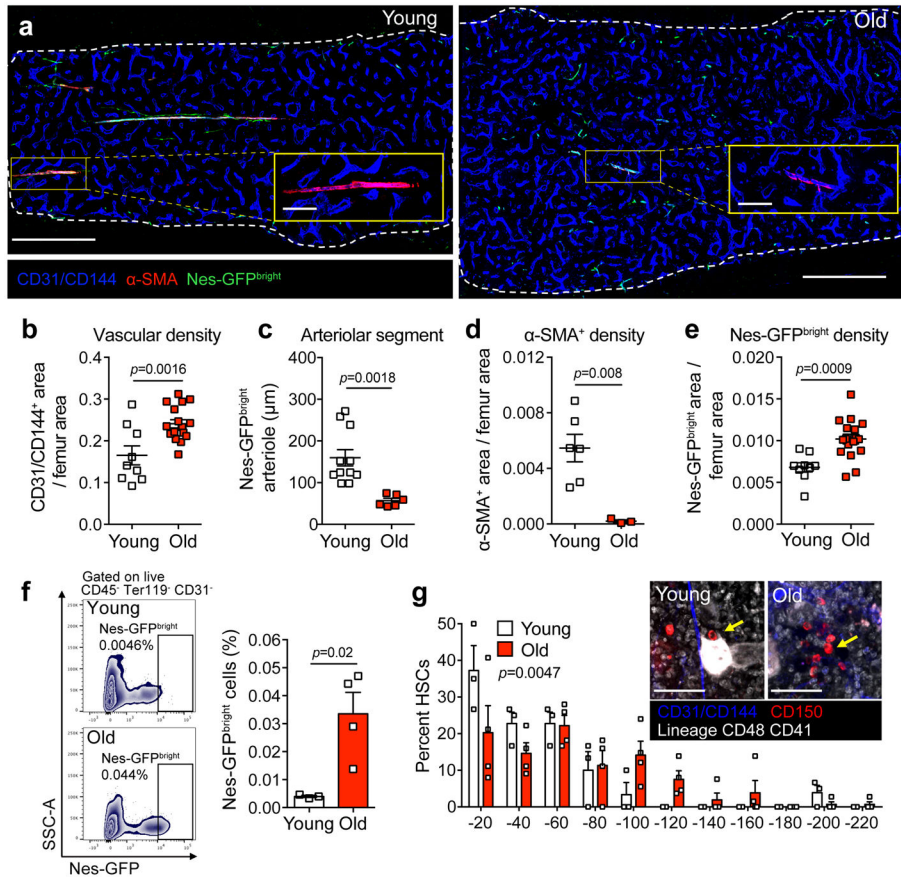 a
Young
Old
CD31/CD144 α-SMA Nes-GFPbright
b
Vascular density
CD31/CD144+ area
/ femur area
p=0.0016
0.4
0.3
0.2
0.1
0.0
Young Old
c
Arteriolar segment
Nes-GFPbright
arteriole (μm)
p=0.0018
400
300
200
100
0
Young Old
d
α-SMA+ density
α-SMA+ area / femur area
p=0.008
0.012
0.008
0.004
0.000
Young Old
e
Nes-GFPbright density
Nes-GFPbright area /
femur area
p=0.0009
0.020
0.015
0.010
0.005
0.000
Young Old
f
Gated on live
CD45- Ter119- CD31-
Young
Nes-GFPbright
0.0046%
Old
Nes-GFPbright
0.044%
SSC-A
Nes-GFP
Nes-GFPbright cells (%)
p=0.02
0.06
0.05
0.04
0.03
0.02
0.01
0.00
Young Old
g
Percent HSCs
50
40
30
20
10
0
Young
Old
p=0.0047
-20 -40 -60 -80 -100 -120 -140 -160 -200 -220
Young
Old
CD31/CD144 CD150
Lineage CD48 CD41